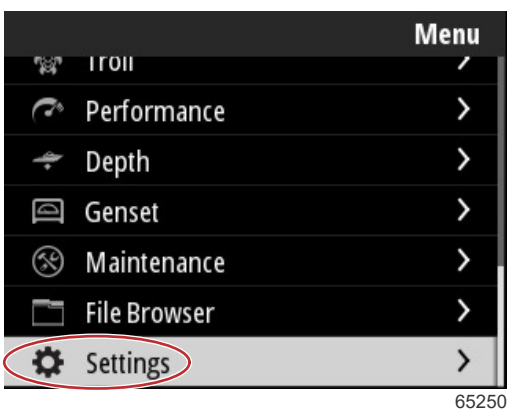 Menu
Troll
Performance
Depth
Genset
Maintenance
File Browser
Settings
65250